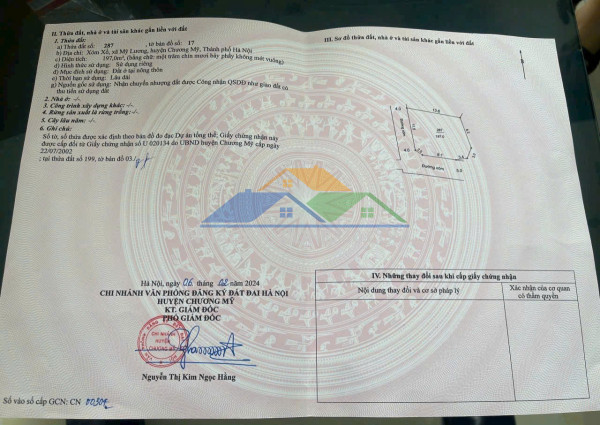 II. Thửa đất, nhà ở và tài sản khác gắn liền với đất
1. Thửa đất:
a) Thửa đất số: 287 , tờ bản đồ số: 17
b) Địa chỉ: Xóm Xổ, xã Mỹ Lương, huyện Chương Mỹ, Thành phố Hà Nội
c) Diện tích: 197,0m², (bằng chữ: một trăm chín mươi bảy phẩy không mét vuông)
d) Hình thức sử dụng: Sử dụng riêng
đ) Mục đích sử dụng: Đất ở tại nông thôn
e) Thời hạn sử dụng: Lâu dài
g) Nguồn gốc sử dụng: Nhận chuyển nhượng đất được Công nhận QSDĐ như giao đất có
thu tiền sử dụng đất
2. Nhà ở: -/-
3. Công trình xây dựng khác: -/-
4. Rừng sản xuất là rừng trồng: -/-
5. Cây lâu năm: -/-
6. Ghi chú:
Số tờ, số thửa được xác định theo bản đồ đo đạc Dự án tổng thể; Giấy chứng nhận này
được cấp đổi từ Giấy chứng nhận số U 020134 do UBND huyện Chương Mỹ cấp ngày
22/07/2002
; tại thửa đất số 199, tờ bản đồ 03
Hà Nội, ngày 06 tháng 02 năm 2024
CHI NHÁNH VĂN PHÒNG ĐĂNG KÝ ĐẤT ĐAI HÀ NỘI
HUYỆN CHƯƠNG MỸ
KT. GIÁM ĐỐC
PHÓ GIÁM ĐỐC
CHI NHÁNH
HUYỆN
CHƯƠNG MỸ
Nguyễn Thị Kim Ngọc Hằng
Số vào sổ cấp GCN: CN
III. Sơ đồ thửa đất, nhà ở và tài sản khác gắn liền với đất
287
Đường xóm
IV. Những thay đổi sau khi cấp giấy chứng nhận
Nội dung thay đổi và cơ sở pháp lý
Xác nhận của cơ quan
có thẩm quyền